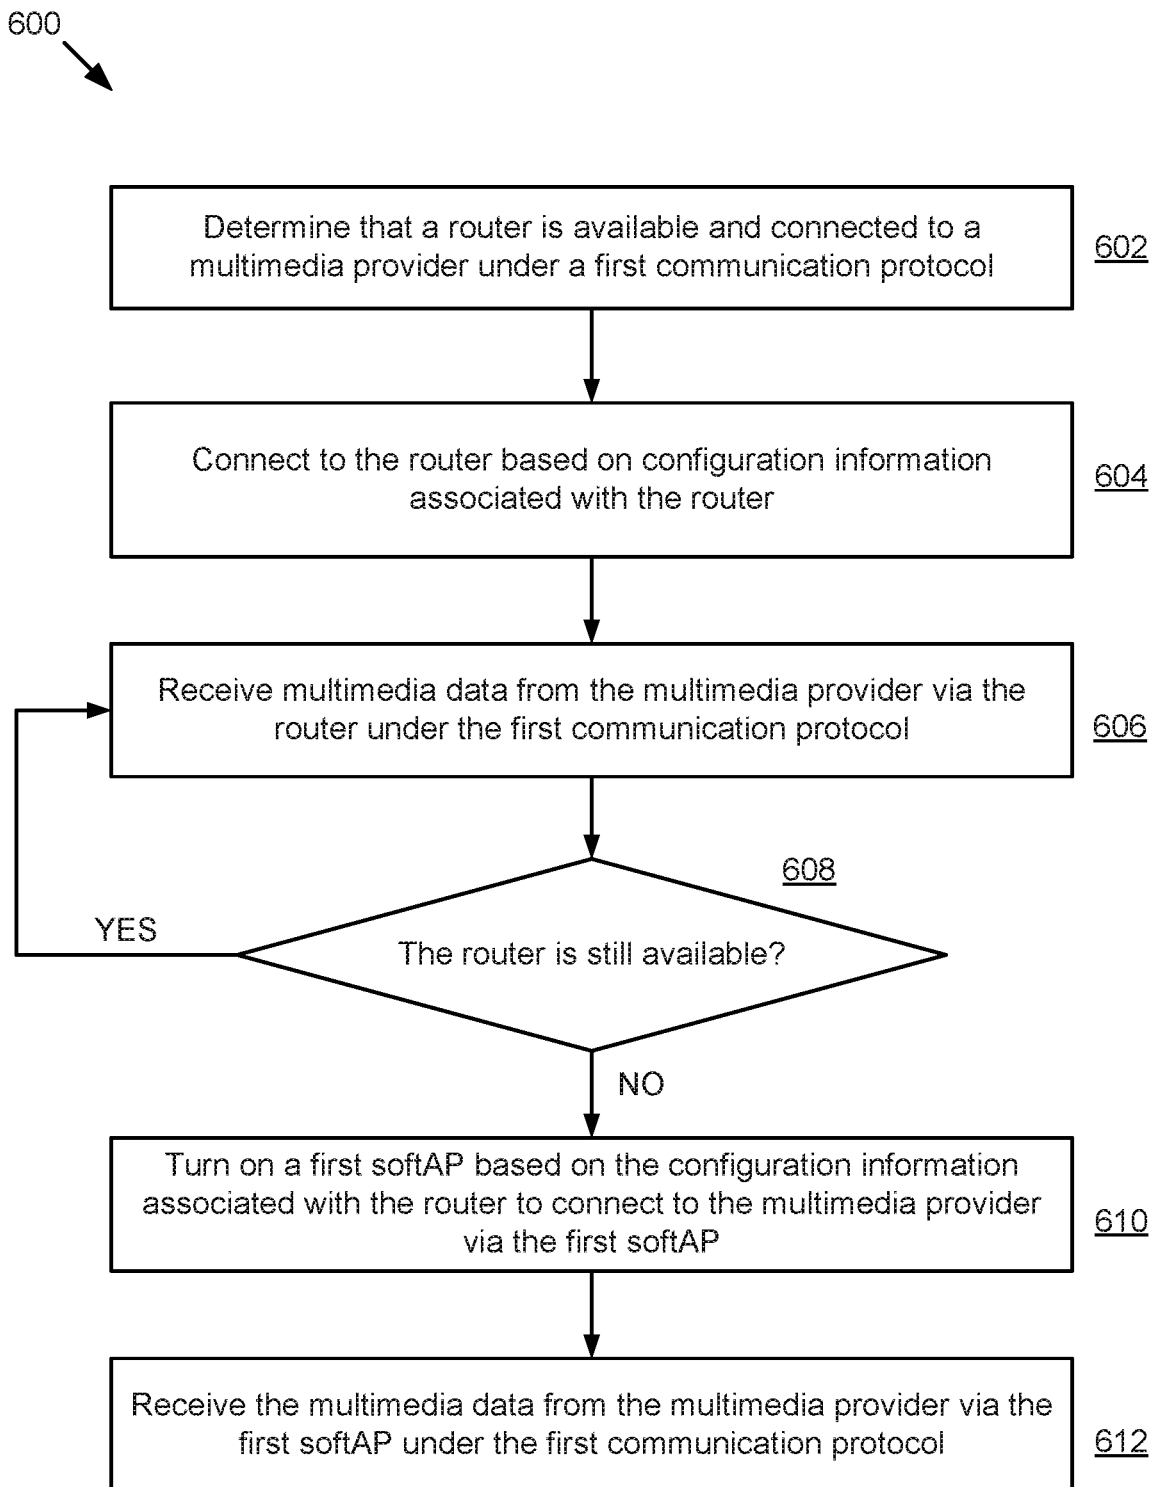 600
Determine that a router is available and connected to a
multimedia provider under a first communication protocol
602
Connect to the router based on configuration information
associated with the router
604
Receive multimedia data from the multimedia provider via the
router under the first communication protocol
606
608
YES
The router is still available?
NO
Turn on a first softAP based on the configuration information
associated with the router to connect to the multimedia provider
via the first softAP
610
Receive the multimedia data from the multimedia provider via the
first softAP under the first communication protocol
612